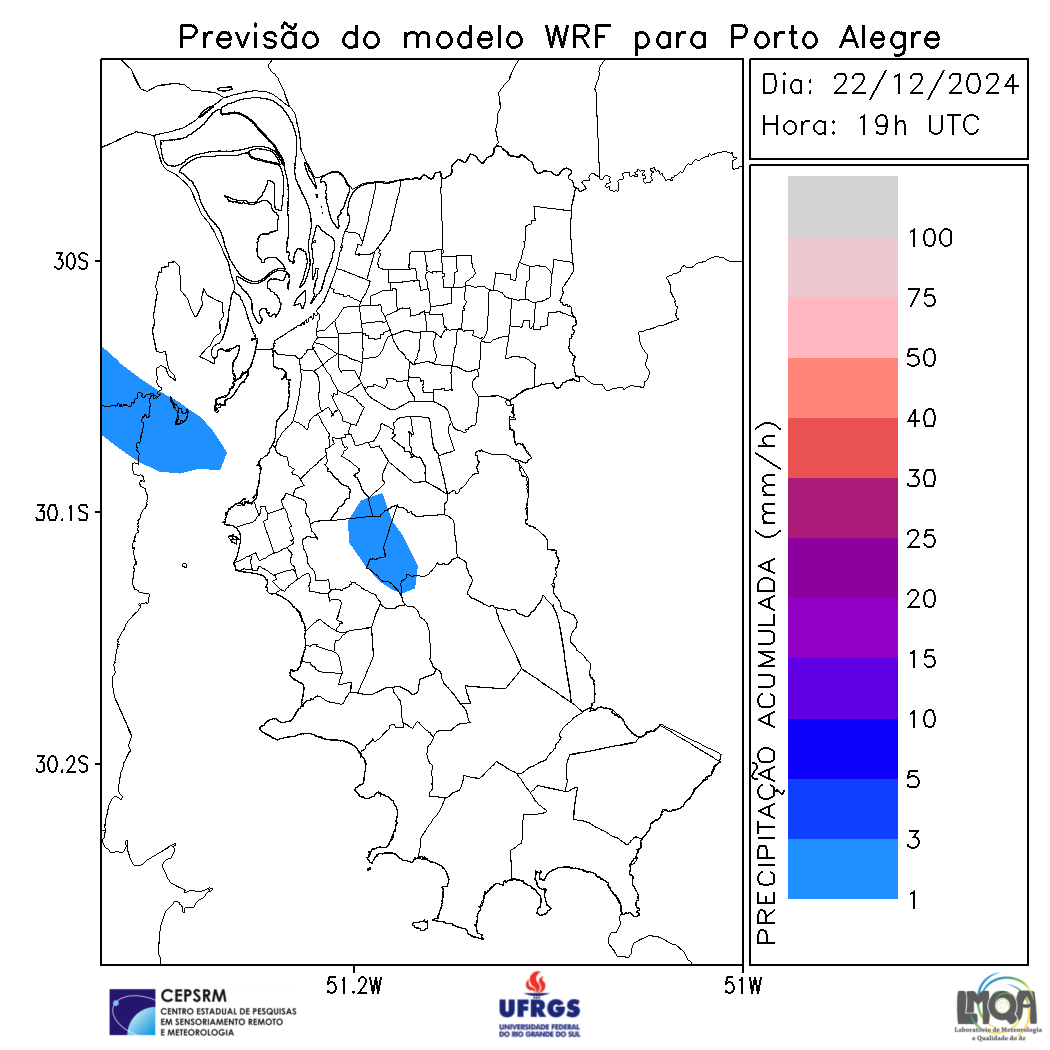 Previsão do modelo WRF para Porto Alegre
Dia: 22/12/2024
Hora: 19h UTC
30S
30.1S
30.2S
51.2W
51W
PRECIPITAÇÃO ACUMULADA (mm/h)
100
75
50
40
30
25
20
15
10
5
3
1
CEPSRM
CENTRO ESTADUAL DE PESQUISAS
EM SENSORIAMENTO REMOTO
E METEOROLOGIA
UFRGS
UNIVERSIDADE FEDERAL
DO RIO GRANDE DO SUL
LMQA
Laboratório de Meteorologia
e Qualidade do Ar